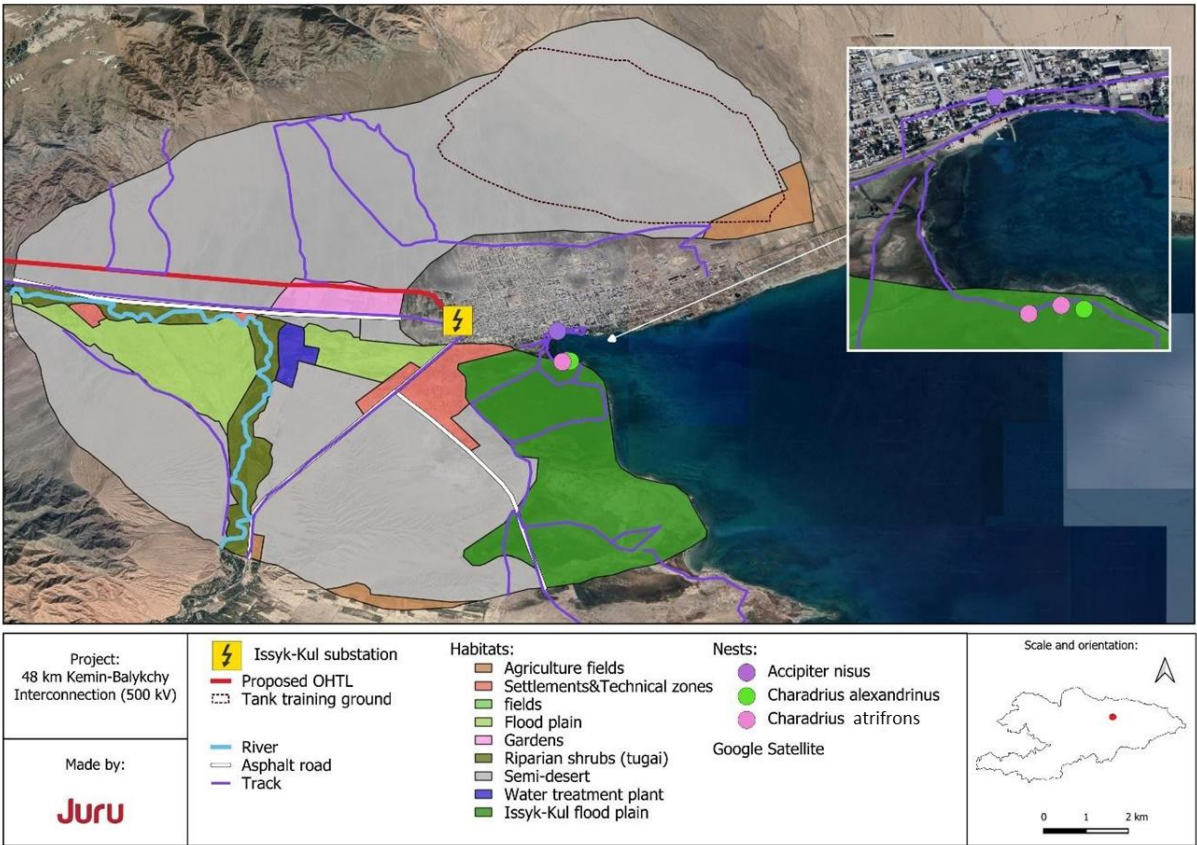 Project:
48 km Kemin-Balykchy
Interconnection (500 kV)
Made by:
Juru
Issyk-Kul substation
Proposed OHTL
Tank training ground
River
Asphalt road
Track
Habitats:
Agriculture fields
Settlements&Technical zones
fields
Flood plain
Gardens
Riparian shrubs (tugai)
Semi-desert
Water treatment plant
Issyk-Kul flood plain
Nests:
Accipiter nisus
Charadrius alexandrinus
Charadrius atrifrons
Google Satellite
Scale and orientation:
0 1 2 km